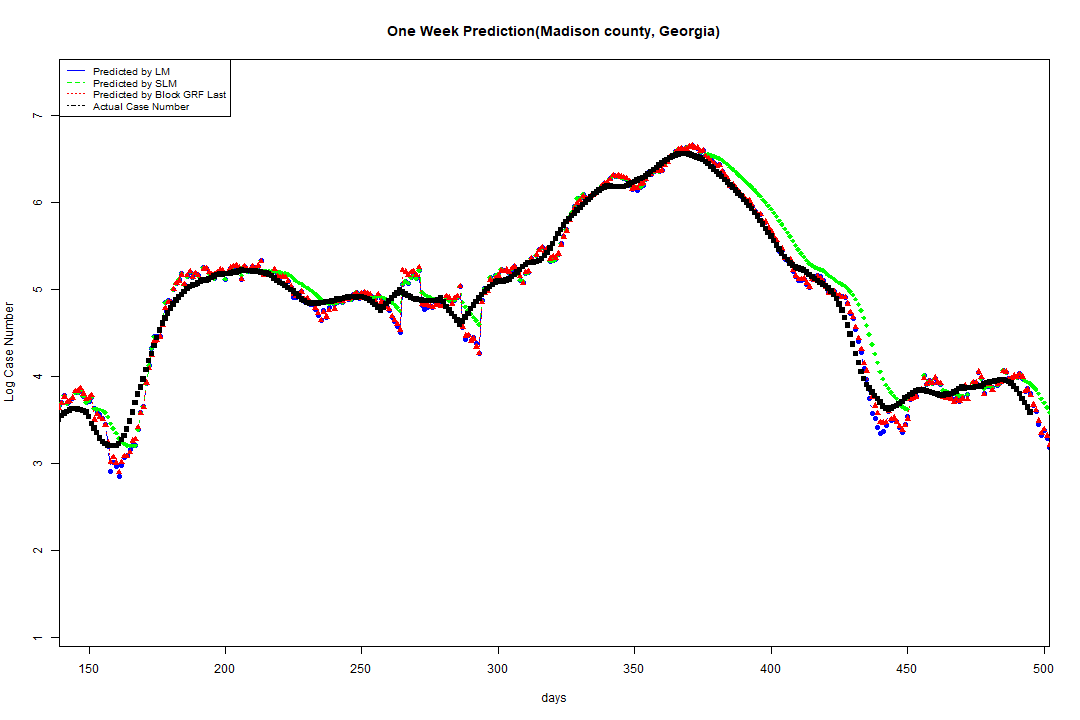 One Week Prediction(Madison county, Georgia)
Predicted by LM
Predicted by SLM
Predicted by Block GRF Last
Actual Case Number
Log Case Number
7
6
5
4
3
2
1
150 200 250 300 350 400 450 500
days